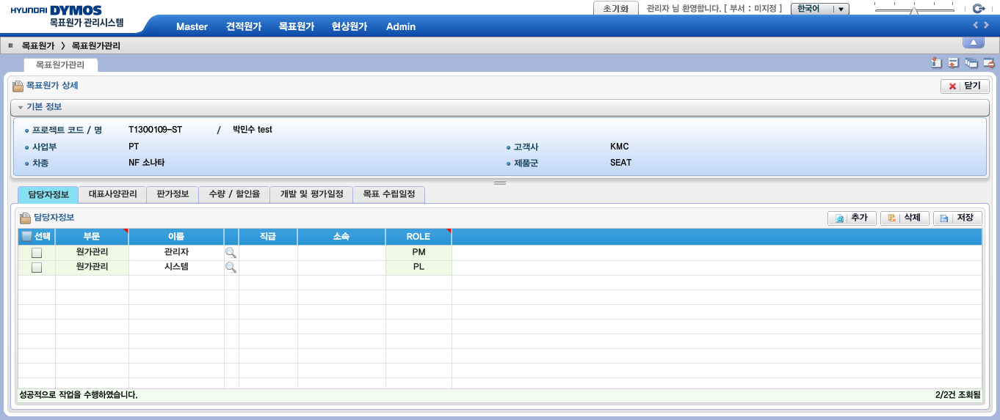 HYUNDAI DYMOS
목표원가 관리시스템
초기화 관리자 님 환영합니다. [ 부서 : 미지정 ] 한국어
Master 견적원가 목표원가 현상원가 Admin
목표원가 〉 목표원가관리
목표원가관리
목표원가 상세 닫기
기본 정보
프로젝트 코드 / 명 T1300109-ST / 박민수 test
사업부 PT 고객사 KMC
차종 NF 소나타 제품군 SEAT
담당자정보 대표사양관리 판가정보 수량 / 할인율 개발 및 평가일정 목표 수립일정
담당자정보 추가 삭제 저장
선택 부문 이름 직급 소속 ROLE
원가관리 관리자 PM
원가관리 시스템 PL
성공적으로 작업을 수행하였습니다. 2/2건 조회됨